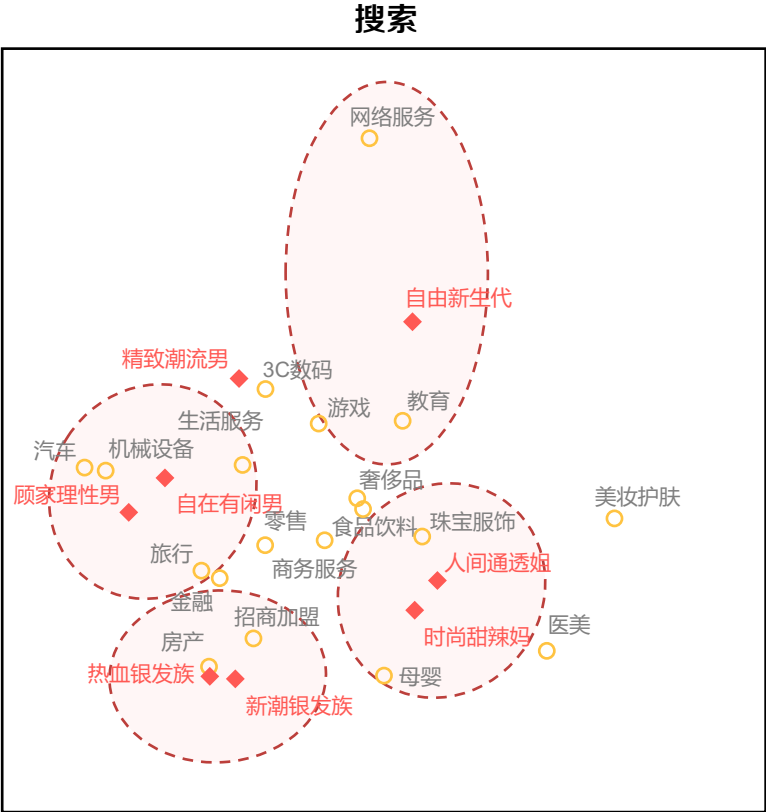 搜索
网络服务
自由新生代
精致潮流男
3C数码
游戏
教育
生活服务
汽车
机械设备
奢侈品
顾家理性男
自在有闲男
美妆护肤
零售
食品饮料
珠宝服饰
旅行
商务服务
人间通透姐
金融
招商加盟
医美
房产
时尚甜辣妈
热血银发族
母婴
新潮银发族